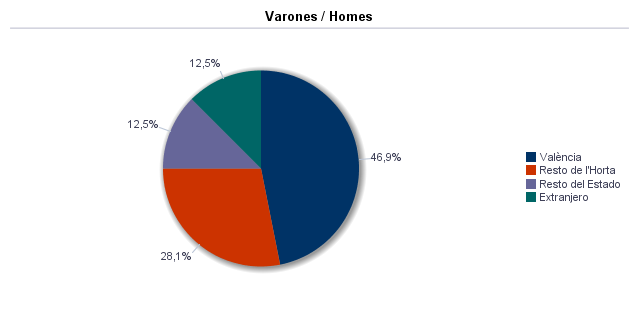 Varones / Homes
12,5%
12,5%
46,9%
28,1%
València
Resto de l'Horta
Resto del Estado
Extranjero